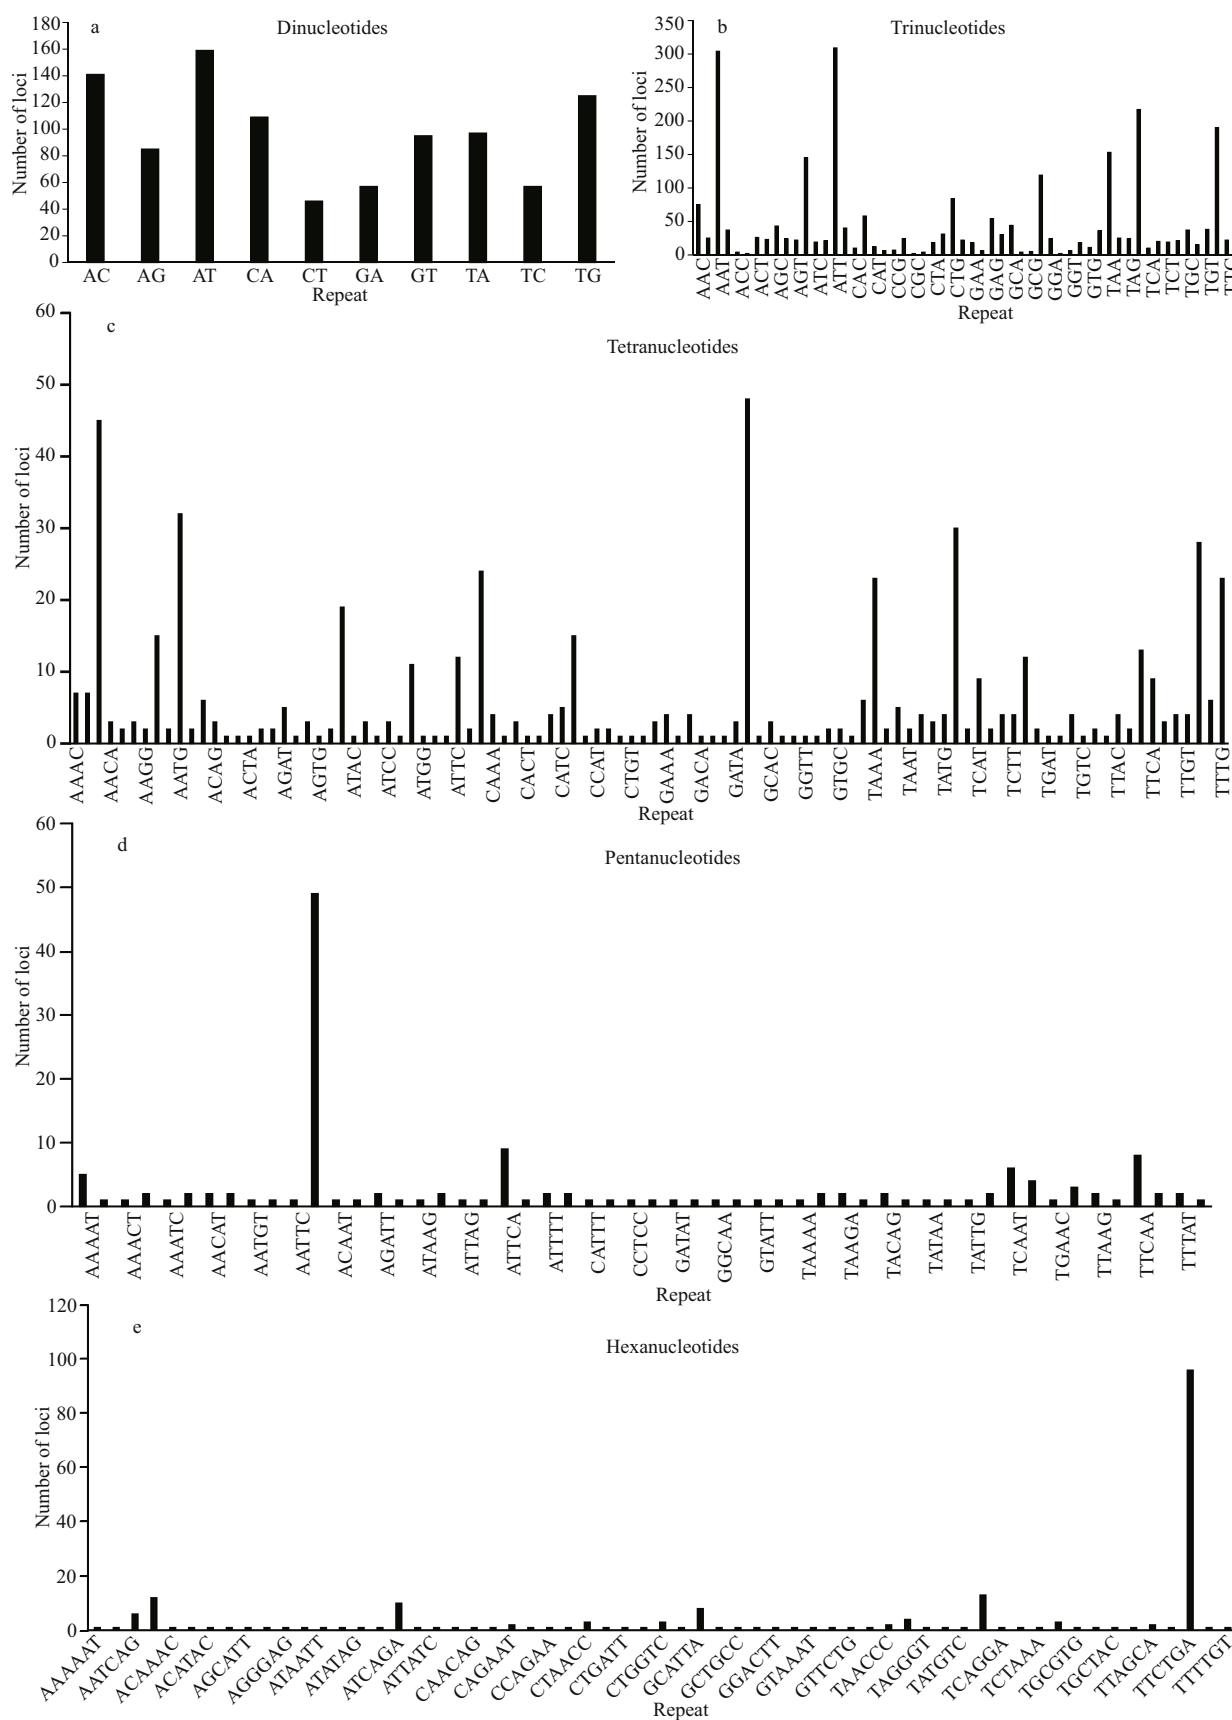 a
Dinucleotides
Number of loci
180
160
140
120
100
80
60
40
20
0
AC AG AT CA CT GA GT TA TC TG
Repeat
b
Trinucleotides
Number of loci
350
300
250
200
150
100
50
0
AAC AAT ACC ACT AGC AGT ATC ATT CAC CAT CCG CGC CTA CTG GAA GAG GCA GCG GGA GGT GTG TAA TAG TCA TCT TGC TGT TTC
Repeat
c
Tetranucleotides
Number of loci
60
50
40
30
20
10
0
AAAC AACA AAGG AATG ACAG ACTA AGAT AGTG ATAC ATCC ATGG ATTC CAAA CACT CATC CCAT CTGT GAAA GACA GATA GCAC GGTT GTGC TAAA TAAT TATG TCAT TCTT TGAT TGTC TTAC TTCA TTGT TTTG
Repeat
d
Pentanucleotides
Number of loci
60
50
40
30
20
10
0
AAAAT AAACT AAATC AACAT AATGT AATTC ACAAT AGATT ATAAG ATTAG ATTCA ATTTT CATTT CCTCC GATAT GGCAA GTATT TAAAA TAAGA TACAG TATAA TATTG TCAAT TGAAC TTAAG TTCAA TTTAT
Repeat
e
Hexanucleotides
Number of loci
120
100
80
60
40
20
0
AAAAAT AATCAG ACAAAC ACATAC AGCATT AGGGAG ATAATT ATATAG ATCAGA ATTATC CAACAG CAGAAT CCAGAA CTAACC CTGATT CTGGTC GCATTA GCTGCC GGACTT GTAAAT GTTCTG TAACCC TAGGGT TATGTC TCAGGA TCTAAA TGCGTG TGCTAC TTAGCA TTCTGA TTTTGT
Repeat